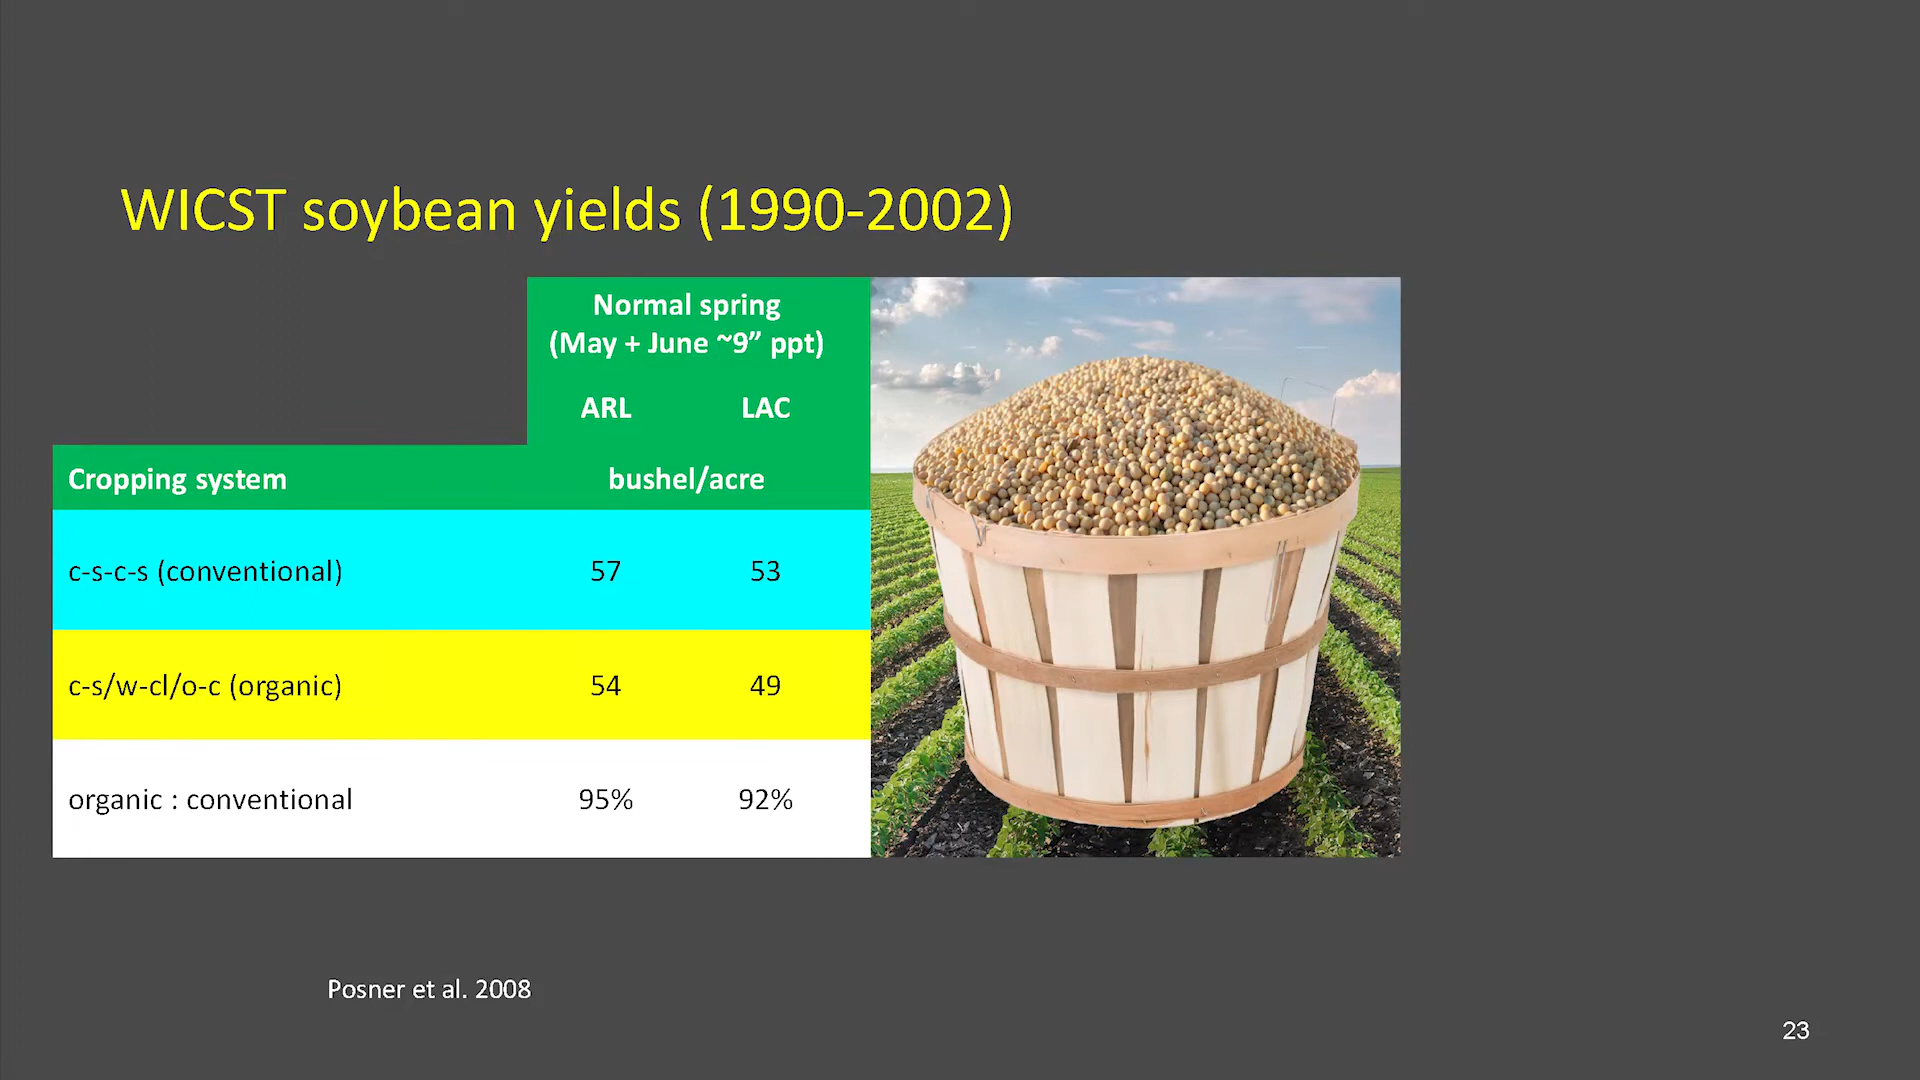 WICST soybean yields (1990-2002)
Normal spring
(May + June ~9” ppt)
ARL LAC
Cropping system bushel/acre
c-s-c-s (conventional) 57 53
c-s/w-cl/o-c (organic) 54 49
organic : conventional 95% 92%
Posner et al. 2008
23